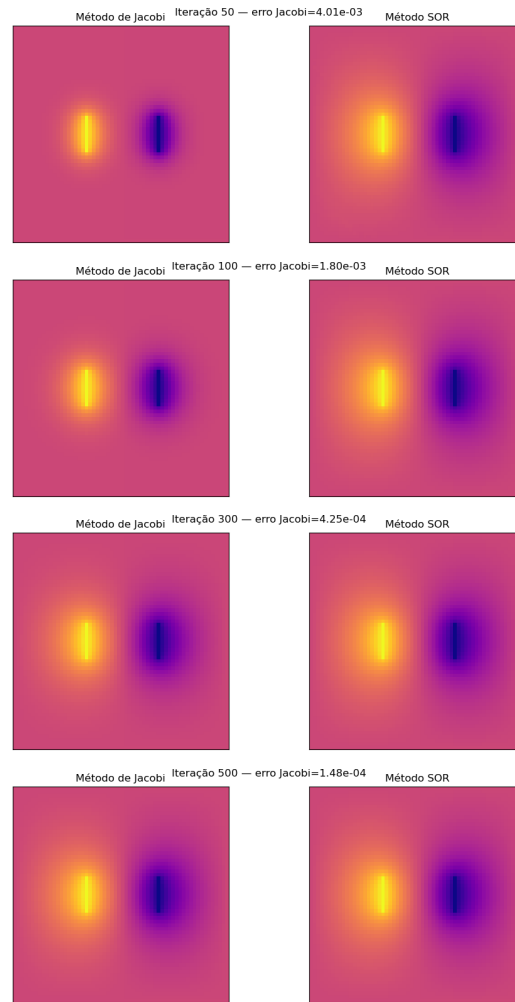 Iteração 50 — erro Jacobi=4.01e-03
Método de Jacobi
Método SOR
Iteração 100 — erro Jacobi=1.80e-03
Método de Jacobi
Método SOR
Iteração 300 — erro Jacobi=4.25e-04
Método de Jacobi
Método SOR
Iteração 500 — erro Jacobi=1.48e-04
Método de Jacobi
Método SOR